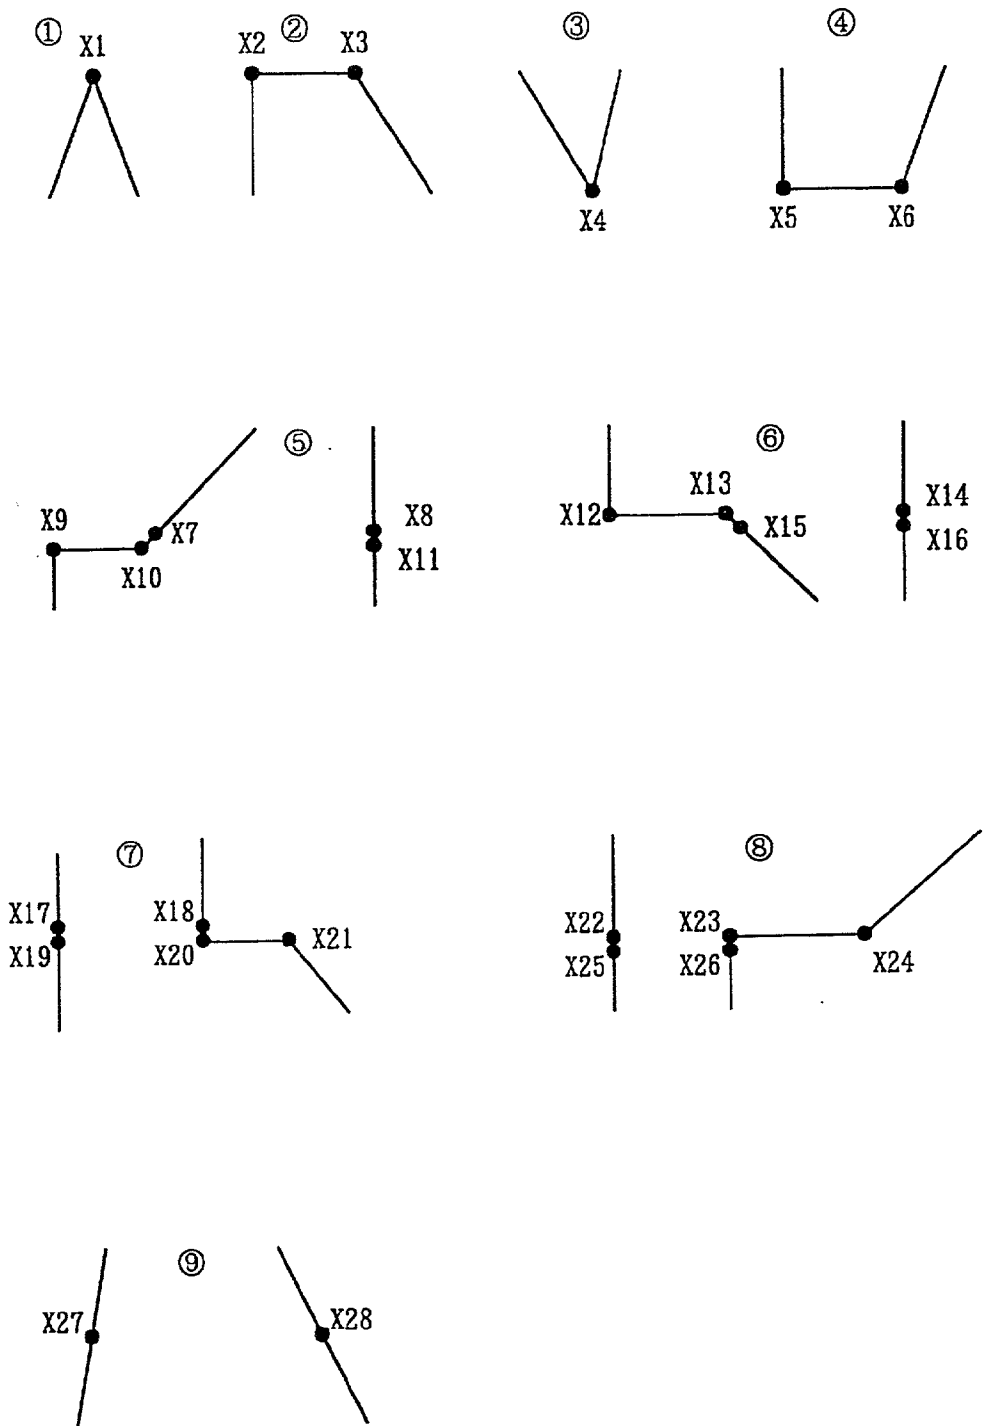 ① X1 ② X2 X3 ③ X4 ④ X5 X6
⑤ X9 X7 X10 X8 X11 ⑥ X12 X13 X15 X14 X16
⑦ X17 X19 X18 X20 X21 ⑧ X22 X25 X23 X26 X24
⑨ X27 X28